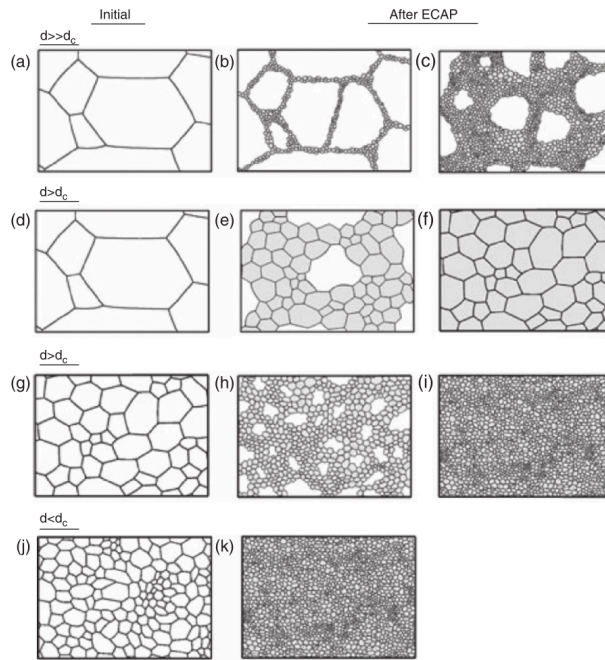 Initial After ECAP
d>>dc
(a) (b) (c)
d>dc
(d) (e) (f)
d>dc
(g) (h) (i)
d<dc
(j) (k)